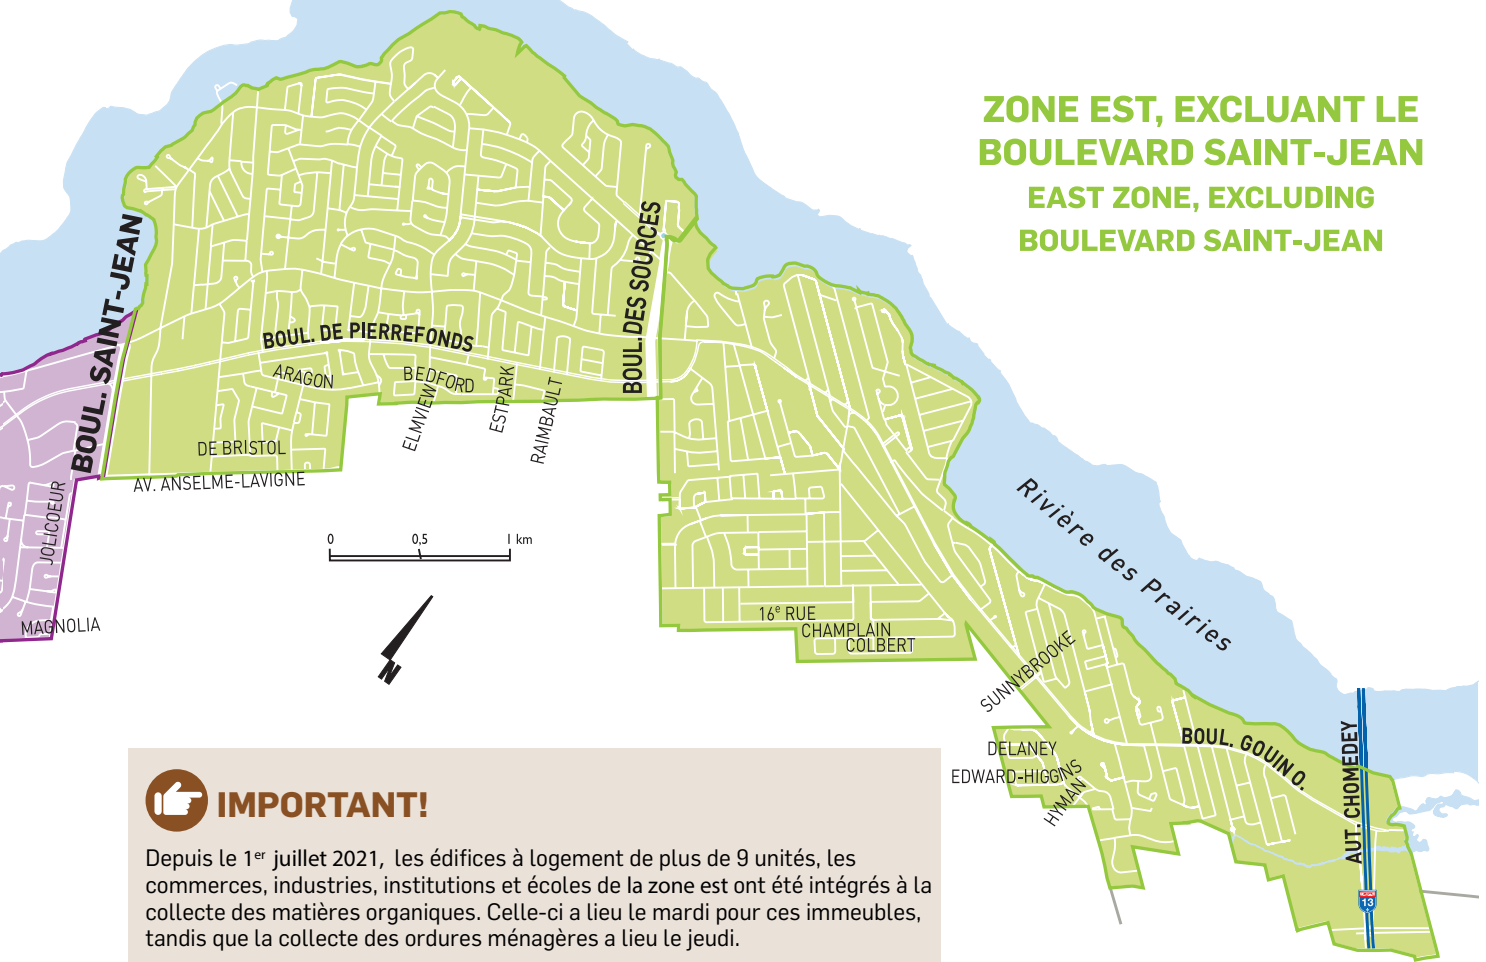 ZONE EST, EXCLUANT LE
BOULEVARD SAINT-JEAN
EAST ZONE, EXCLUDING
BOULEVARD SAINT-JEAN
BOUL. SAINT-JEAN
BOUL. DES SOURCES
BOUL. DE PIERREFONDS
ARAGON
BEDFORD
ELMVIEW
ESTPARK
RAIMBAULT
DE BRISTOL
AV. ANSELME-LAVIGNE
JOLICOEUR
MAGNOLIA
0 0,5 1 km
N
Rivière des Prairies
16e RUE
CHAMPLAIN
COLBERT
SUNNYBROOKE
DELANEY
EDWARD-HIGGINS
HYMAN
BOUL. GOUIN O.
AUT. CHOMEDEY
13
IMPORTANT!
Depuis le 1er juillet 2021, les édifices à logement de plus de 9 unités, les
commerces, industries, institutions et écoles de la zone est ont été intégrés à la
collecte des matières organiques. Celle-ci a lieu le mardi pour ces immeubles,
tandis que la collecte des ordures ménagères a lieu le jeudi.